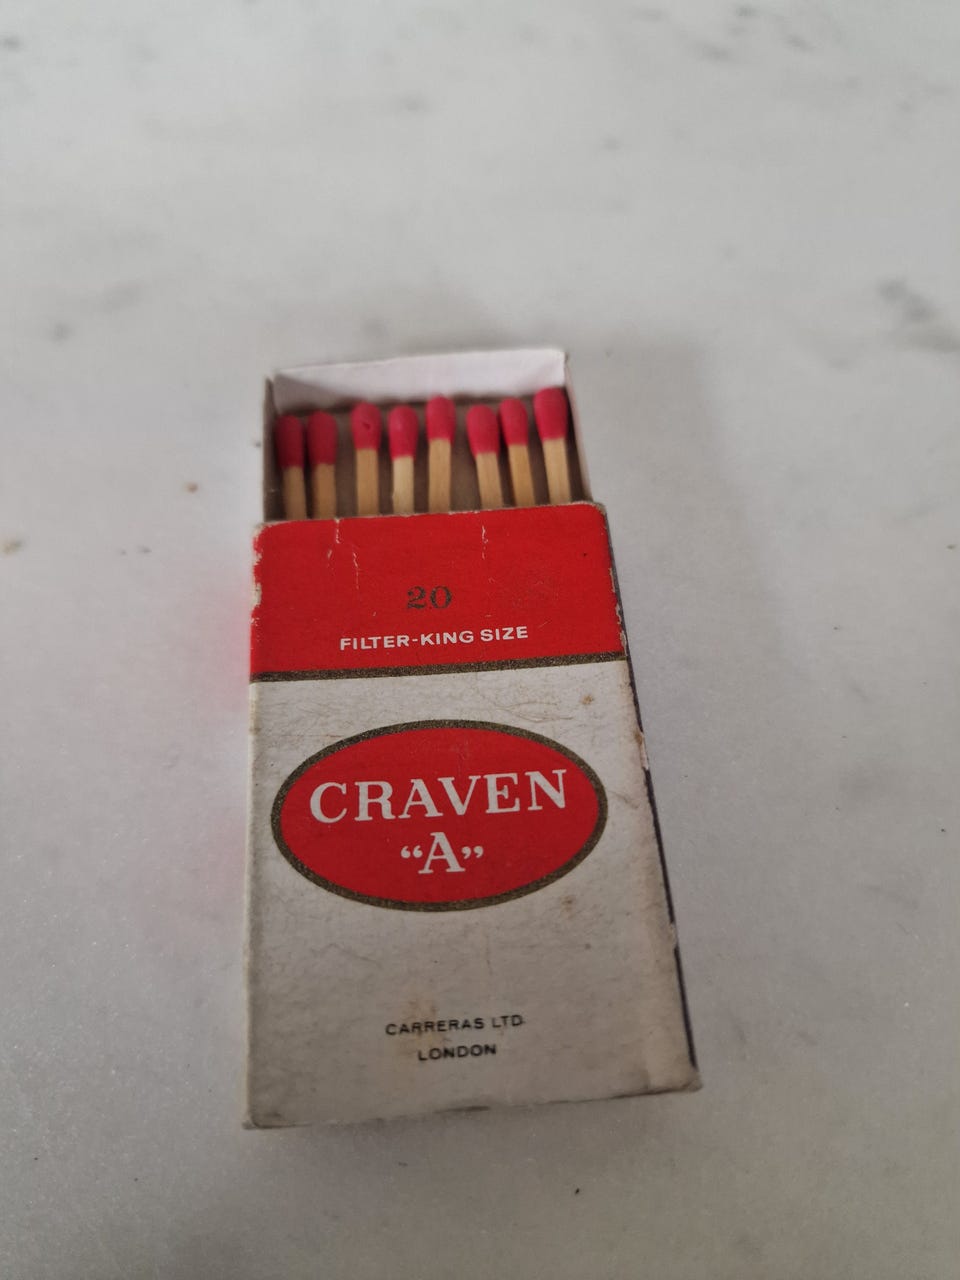 20
FILTER-KING SIZE
CRAVEN
“A”
CARRERAS LTD
LONDON